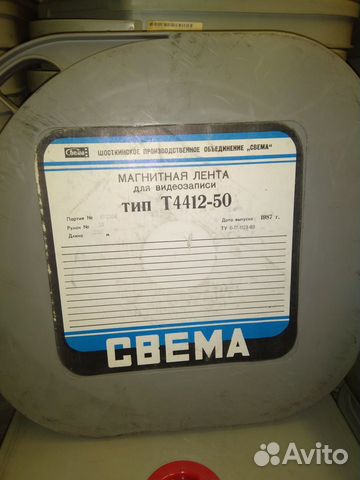 Свема
ШОСТКИНСКОЕ ПРОИЗВОДСТВЕННОЕ ОБЪЕДИНЕНИЕ „СВЕМА“
МАГНИТНАЯ ЛЕНТА
для видеозаписи
тип Т4412-50
Партия №
Рулон №
Длина м
Дата выпуска: 1987 г.
ТУ
СВЕМА
Avito